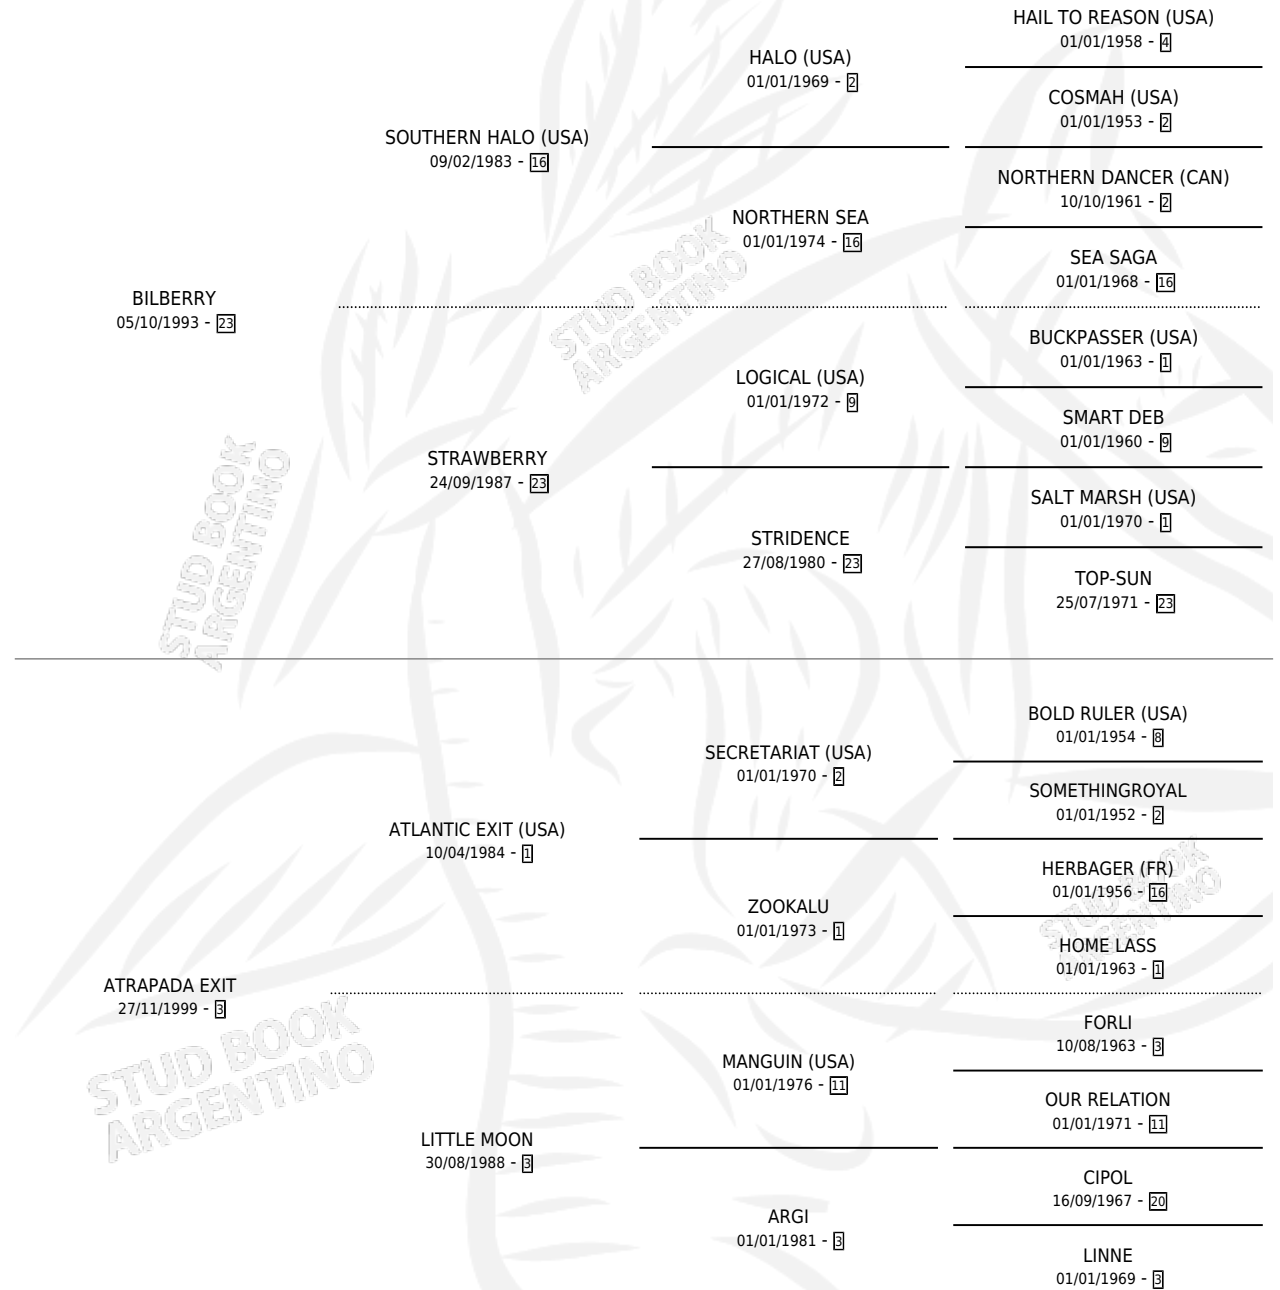 HAIL TO REASON (USA)
01/01/1958 - 4
HALO (USA)
01/01/1969 - 2
COSMAH (USA)
01/01/1953 - 2
SOUTHERN HALO (USA)
09/02/1983 - 16
NORTHERN DANCER (CAN)
10/10/1961 - 2
NORTHERN SEA
01/01/1974 - 16
SEA SAGA
01/01/1968 - 16
STUD BOOK
ARGENTINO
BILBERRY
05/10/1993 - 23
BUCKPASSER (USA)
01/01/1963 - 1
LOGICAL (USA)
01/01/1972 - 9
SMART DEB
01/01/1960 - 9
STRAWBERRY
24/09/1987 - 23
SALT MARSH (USA)
01/01/1970 - 1
STRIDENCE
27/08/1980 - 23
TOP-SUN
25/07/1971 - 23
STUD BOOK
ARGENTINO
BOLD RULER (USA)
01/01/1954 - 8
SECRETARIAT (USA)
01/01/1970 - 2
SOMETHINGROYAL
01/01/1952 - 2
ATLANTIC EXIT (USA)
10/04/1984 - 1
HERBAGER (FR)
01/01/1956 - 16
ZOOKALU
01/01/1973 - 1
STUD BOOK
ARGENTINO
HOME LASS
01/01/1963 - 1
ATRAPADA EXIT
27/11/1999 - 3
FORLI
10/08/1963 - 3
STUD BOOK
ARGENTINO
MANGUIN (USA)
01/01/1976 - 11
OUR RELATION
01/01/1971 - 11
LITTLE MOON
30/08/1988 - 3
CIPOL
16/09/1967 - 20
ARGI
01/01/1981 - 3
LINNE
01/01/1969 - 3